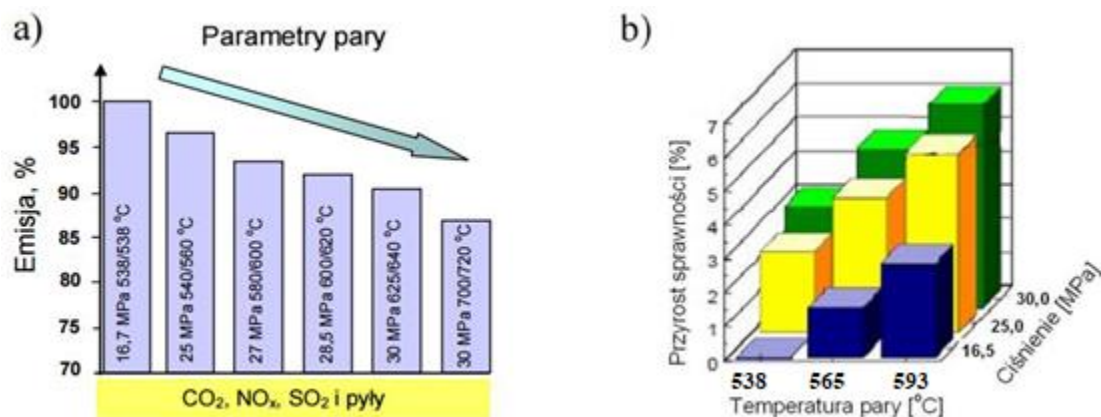 a)
Parametry pary
Emisja, %
100
95
90
85
80
75
70
16,7 MPa 538/538 °C
25 MPa 540/560 °C
27 MPa 580/600 °C
28,5 MPa 600/620 °C
30 MPa 625/640 °C
30 MPa 700/720 °C
CO₂, NOₓ, SO₂ i pyły
b)
Przyrost sprawności [%]
7
6
5
4
3
2
1
0
538 565 593
Temperatura pary [°C]
16,5
25,0
30,0
Ciśnienie [MPa]